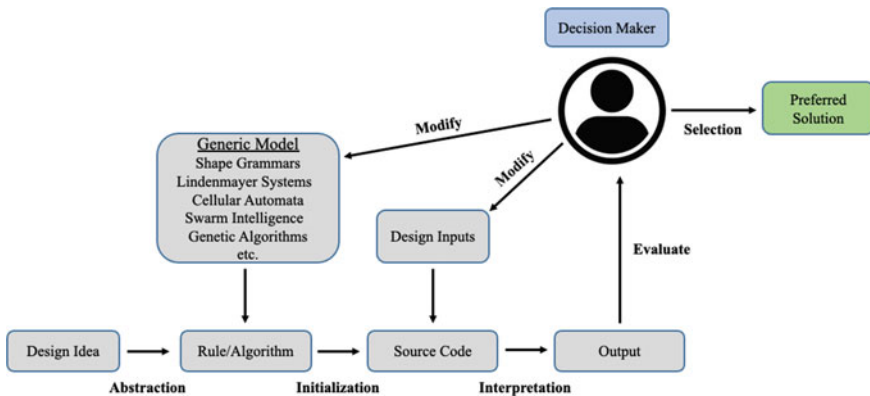 Decision Maker
Preferred
Solution
Selection
Modify
Modify
Generic Model
Shape Grammars
Lindenmayer Systems
Cellular Automata
Swarm Intelligence
Genetic Algorithms
etc.
Design Inputs
Evaluate
Design Idea
Rule/Algorithm
Source Code
Output
Abstraction
Initialization
Interpretation